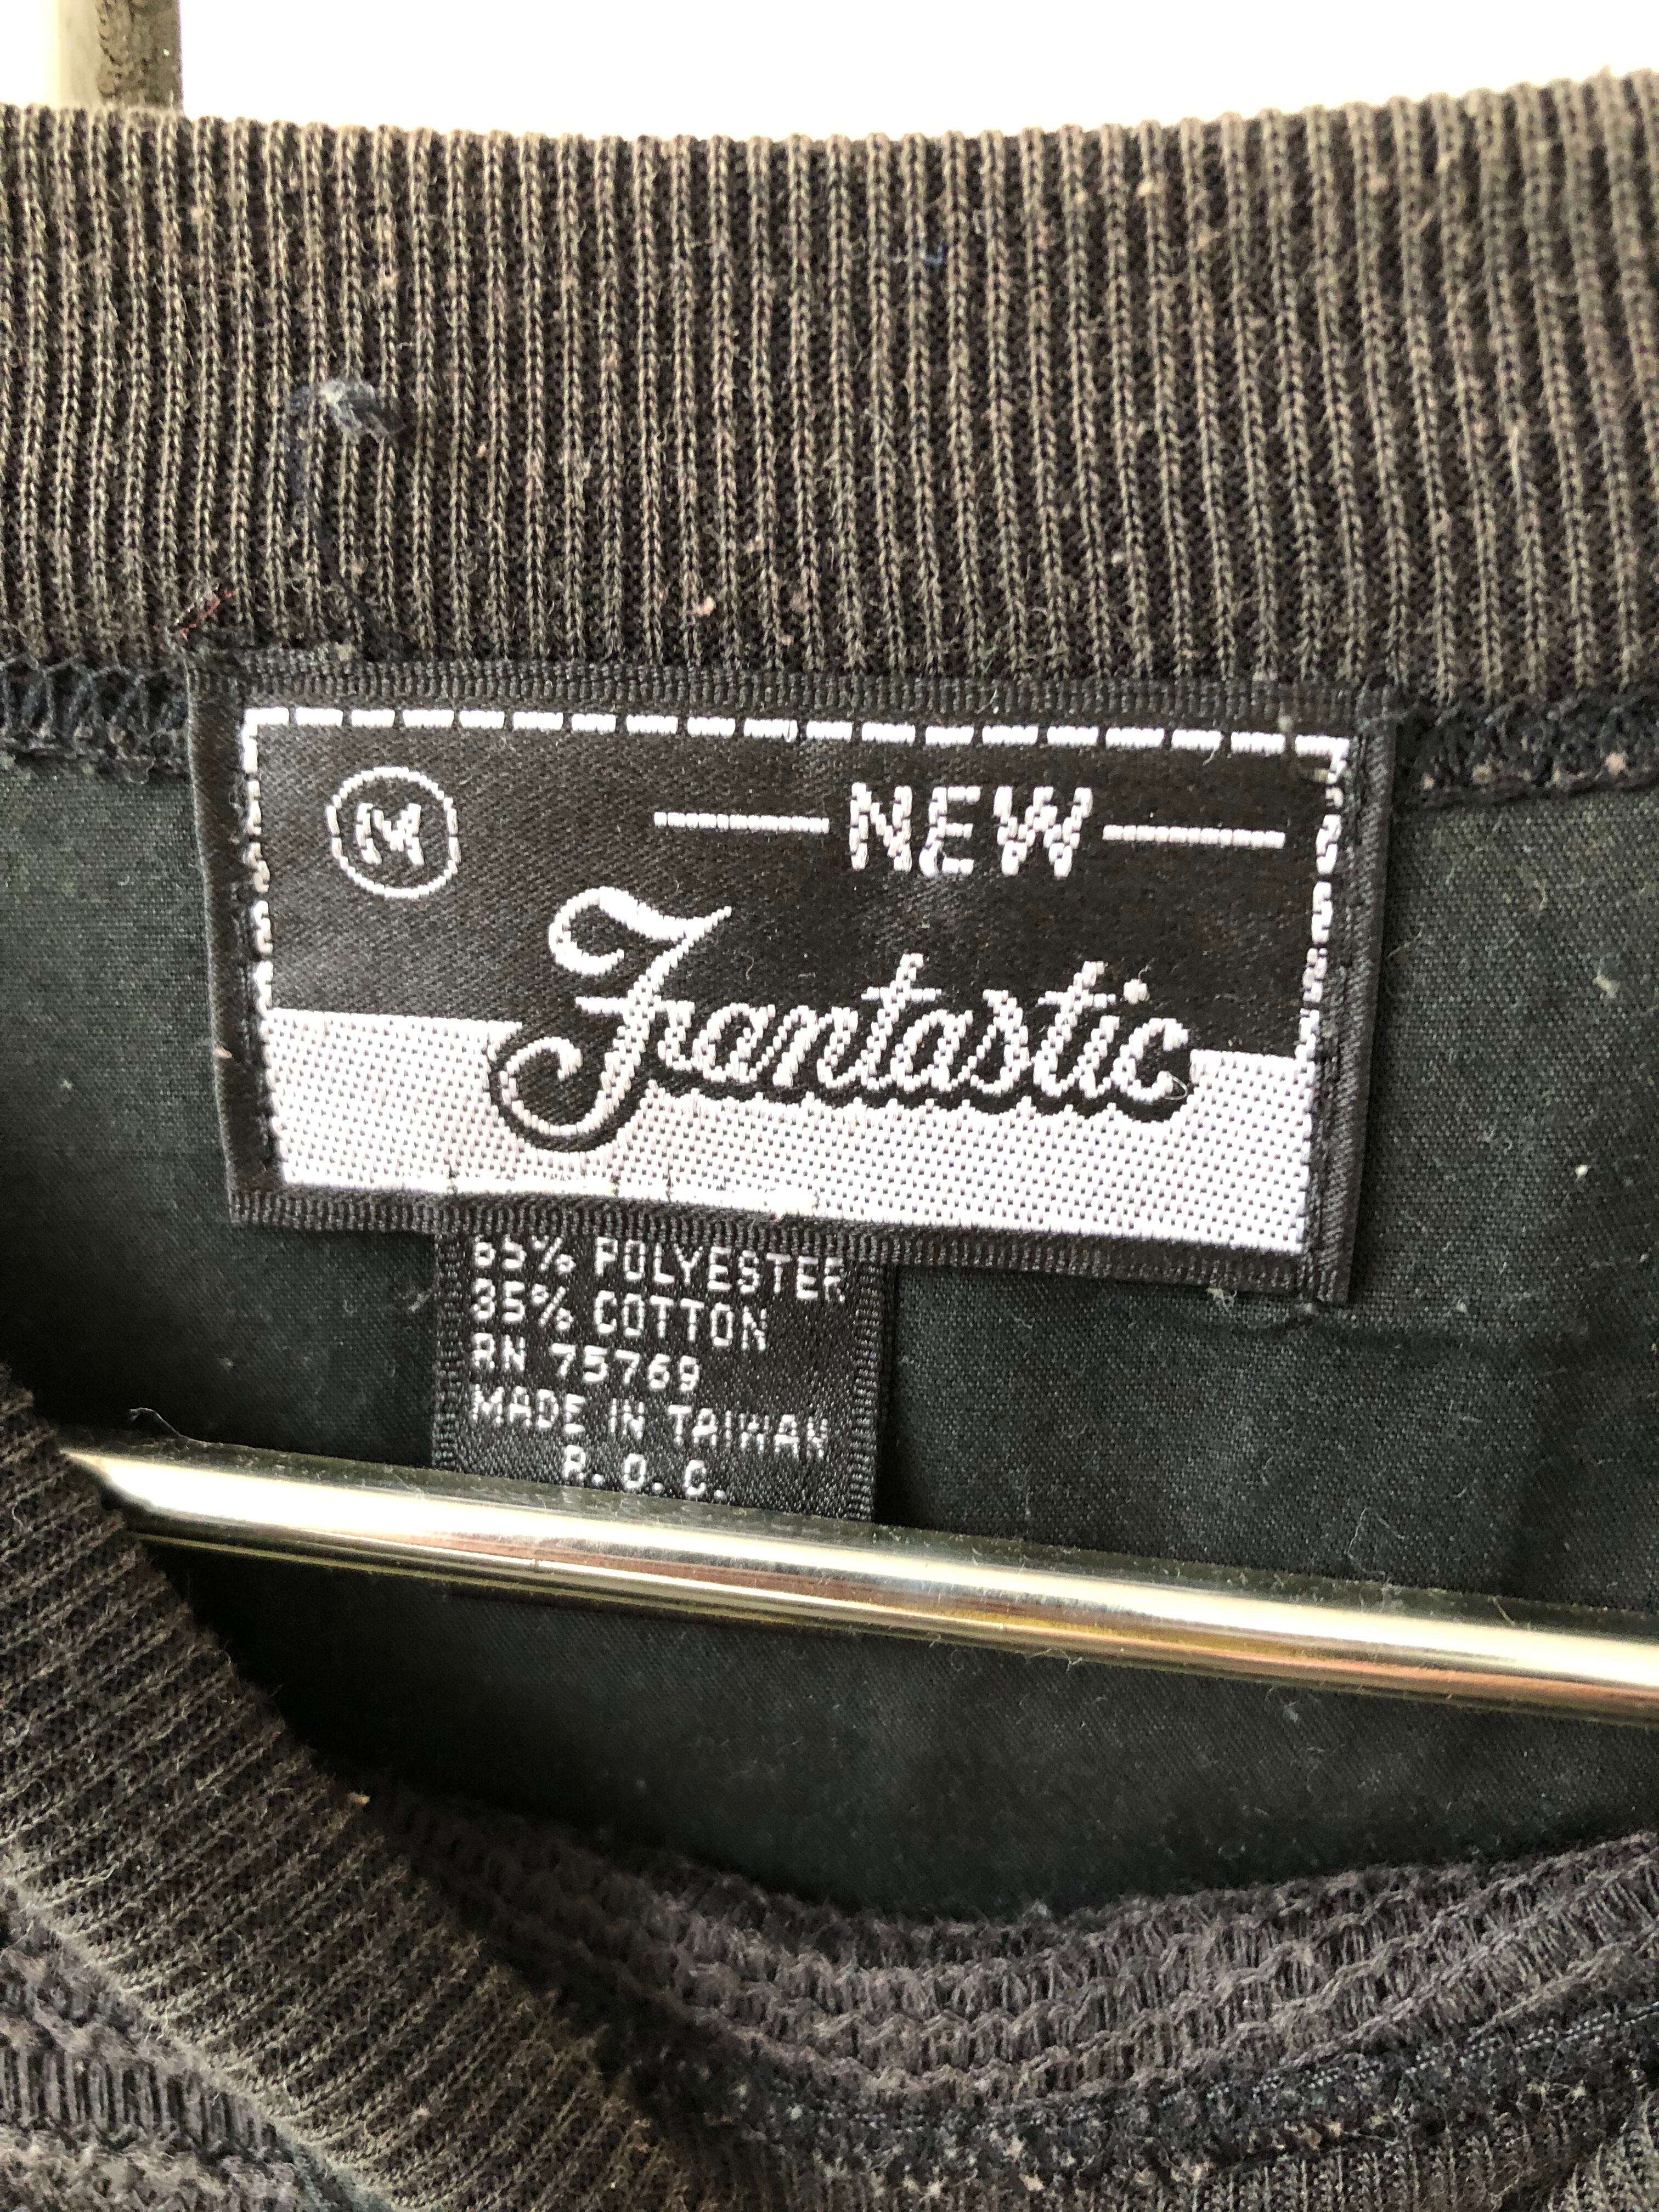 M
NEW
Fantastic
65% POLYESTER
35% COTTON
RN 75769
MADE IN TAIWAN
R. O. C.